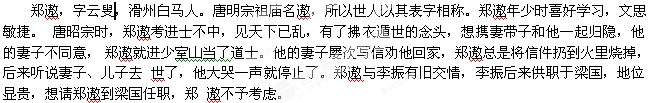 郑遨，字云叟，滑州白马人。唐明宗祖庙名遨，所以世人以其表字相称。郑遨年少时喜好学习，文思
敏捷。 唐昭宗时，郑遨考进士不中，见天下已乱，有了拂衣遁世的念头，想携妻带子和他一起归隐，他
的妻子不同意，郑遨就进少室山当了道士。他的妻子屡次写信劝他回家，郑遨总是将信件扔到火里烧掉，
后来听说妻子、儿子去 世了，他大哭一声就停止了。郑遨与李振有旧交情，李振后来供职于梁国，地位
显贵，想请郑遨到梁国任职，郑 遨不予考虑。